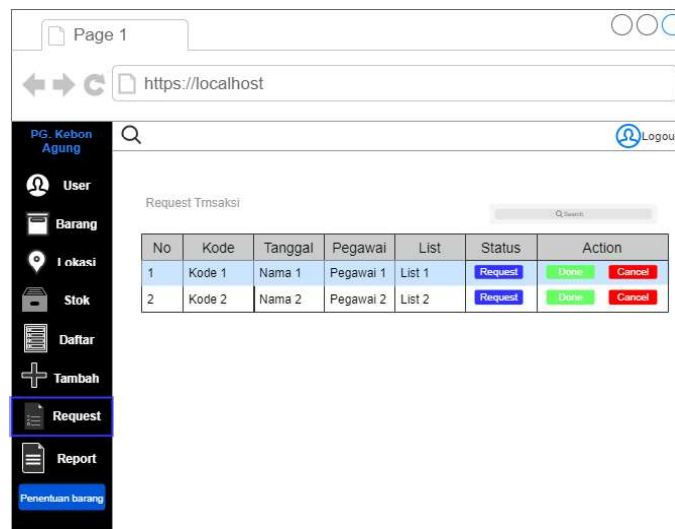 Page 1
https://localhost
PG. Kebon
Agung
Logou
User
Barang
Lokasi
Stok
Daftar
Tambah
Request
Report
Penentuan barang
Request Trnsaksi
Search
No Kode Tanggal Pegawai List Status Action
1 Kode 1 Nama 1 Pegawai 1 List 1 Request Done Cancel
2 Kode 2 Nama 2 Pegawai 2 List 2 Request Done Cancel